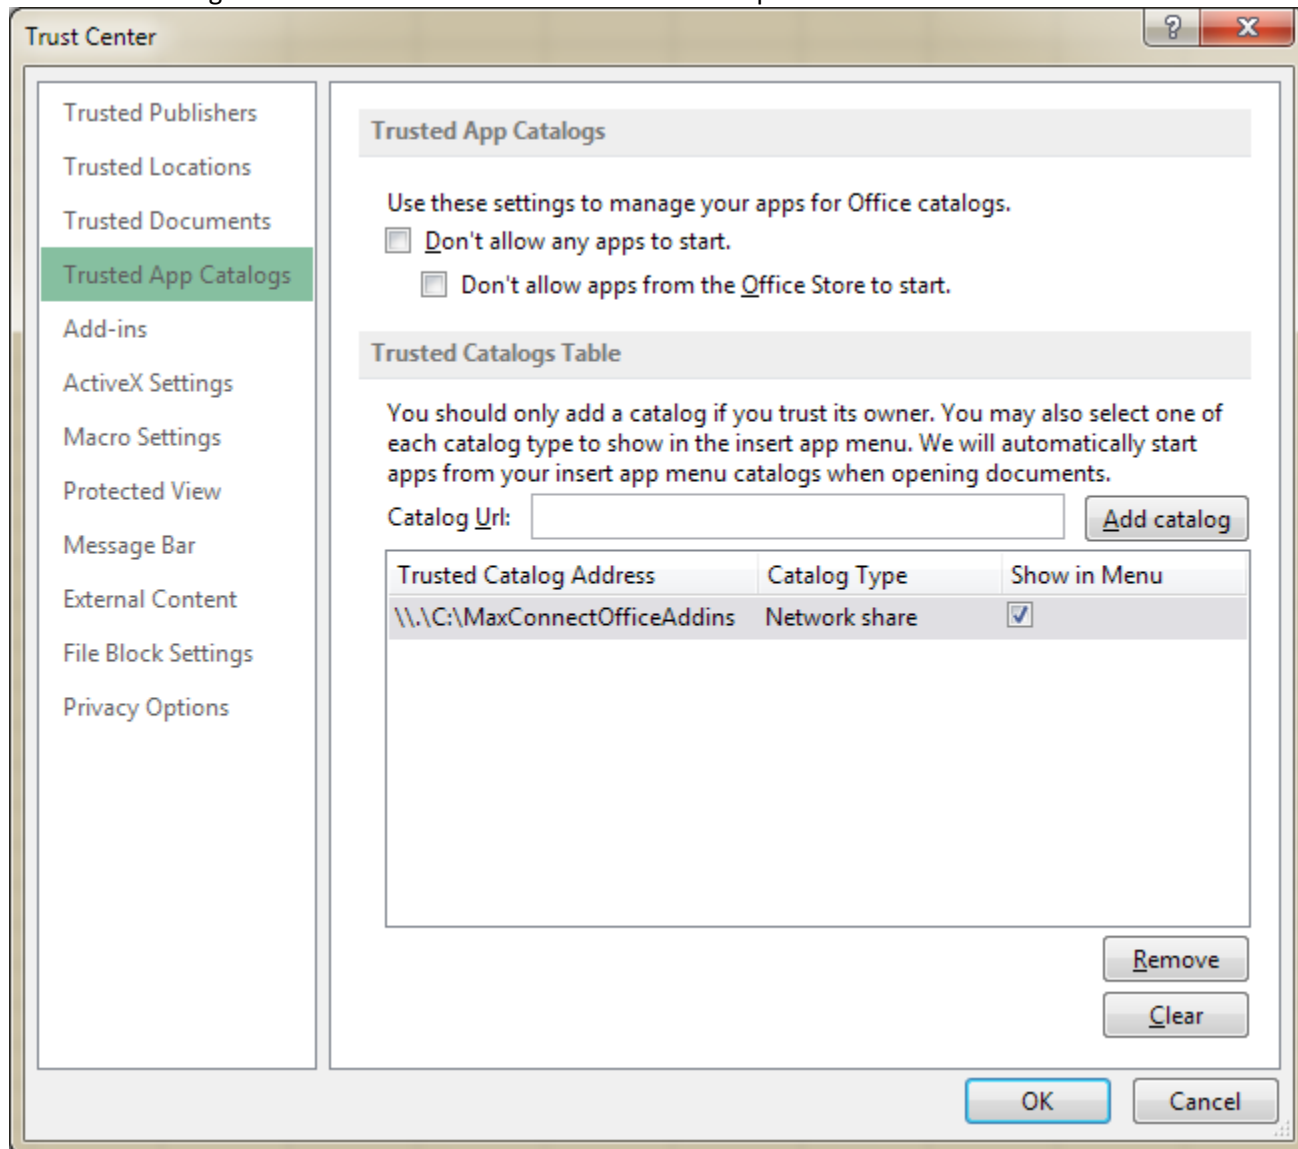 Trust Center
?
Trusted Publishers
Trusted Locations
Trusted Documents
Trusted App Catalogs
Add-ins
ActiveX Settings
Macro Settings
Protected View
Message Bar
External Content
File Block Settings
Privacy Options
Trusted App Catalogs
Use these settings to manage your apps for Office catalogs.
Don't allow any apps to start.
Don't allow apps from the Office Store to start.
Trusted Catalogs Table
You should only add a catalog if you trust its owner. You may also select one of
each catalog type to show in the insert app menu. We will automatically start
apps from your insert app menu catalogs when opening documents.
Catalog Url:
Add catalog
Trusted Catalog Address Catalog Type Show in Menu
\\.\C:\MaxConnectOfficeAddins Network share
Remove
Clear
OK Cancel